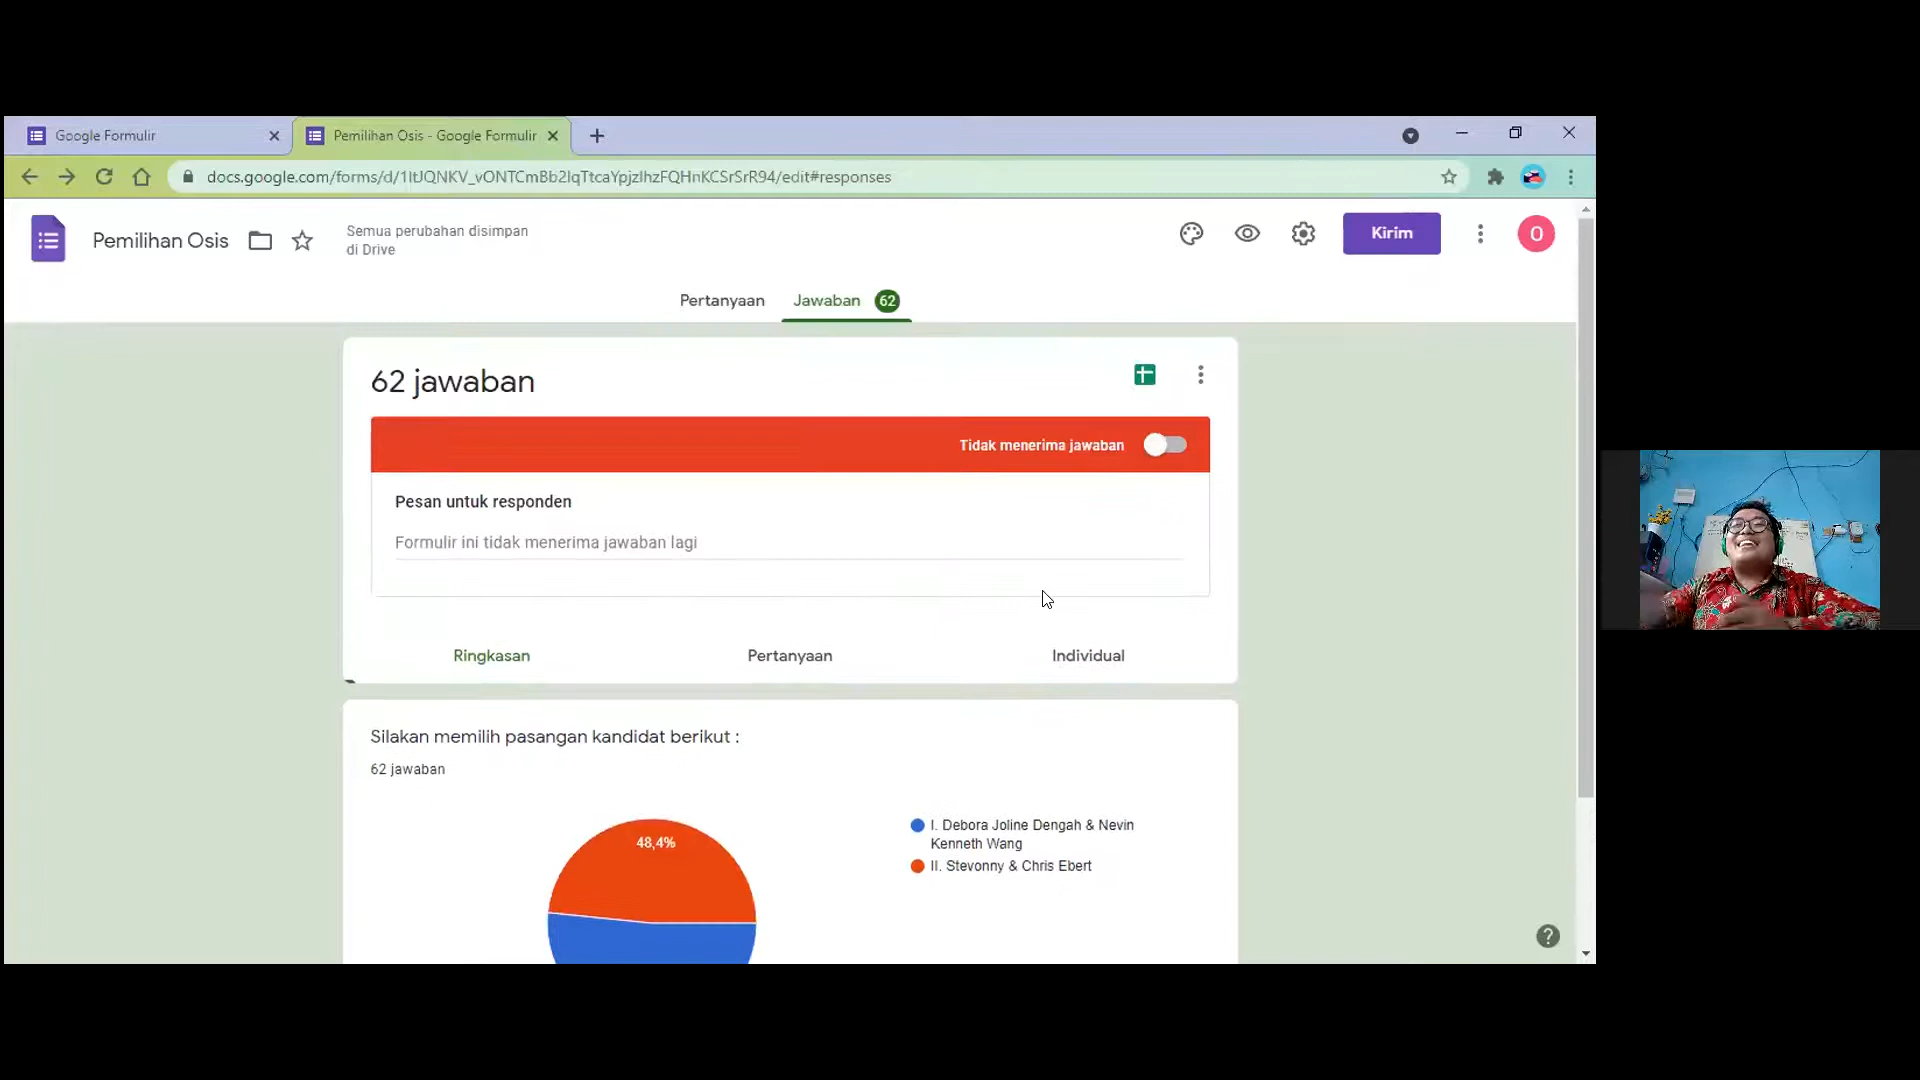 Google Formulir
Pemilihan Osis - Google Formulir
docs.google.com/forms/d/1ltJQNKV_vONTCmBb2lqTtcaYpjzlhzFQHnKCSrSrR94/edit#responses
Pemilihan Osis
Semua perubahan disimpan
di Drive
Kirim
O
Pertanyaan
Jawaban 62
62 jawaban
Tidak menerima jawaban
Pesan untuk responden
Formulir ini tidak menerima jawaban lagi
Ringkasan
Pertanyaan
Individual
Silakan memilih pasangan kandidat berikut :
62 jawaban
48,4%
I. Debora Joline Dengah & Nevin
Kenneth Wang
II. Stevonny & Chris Ebert